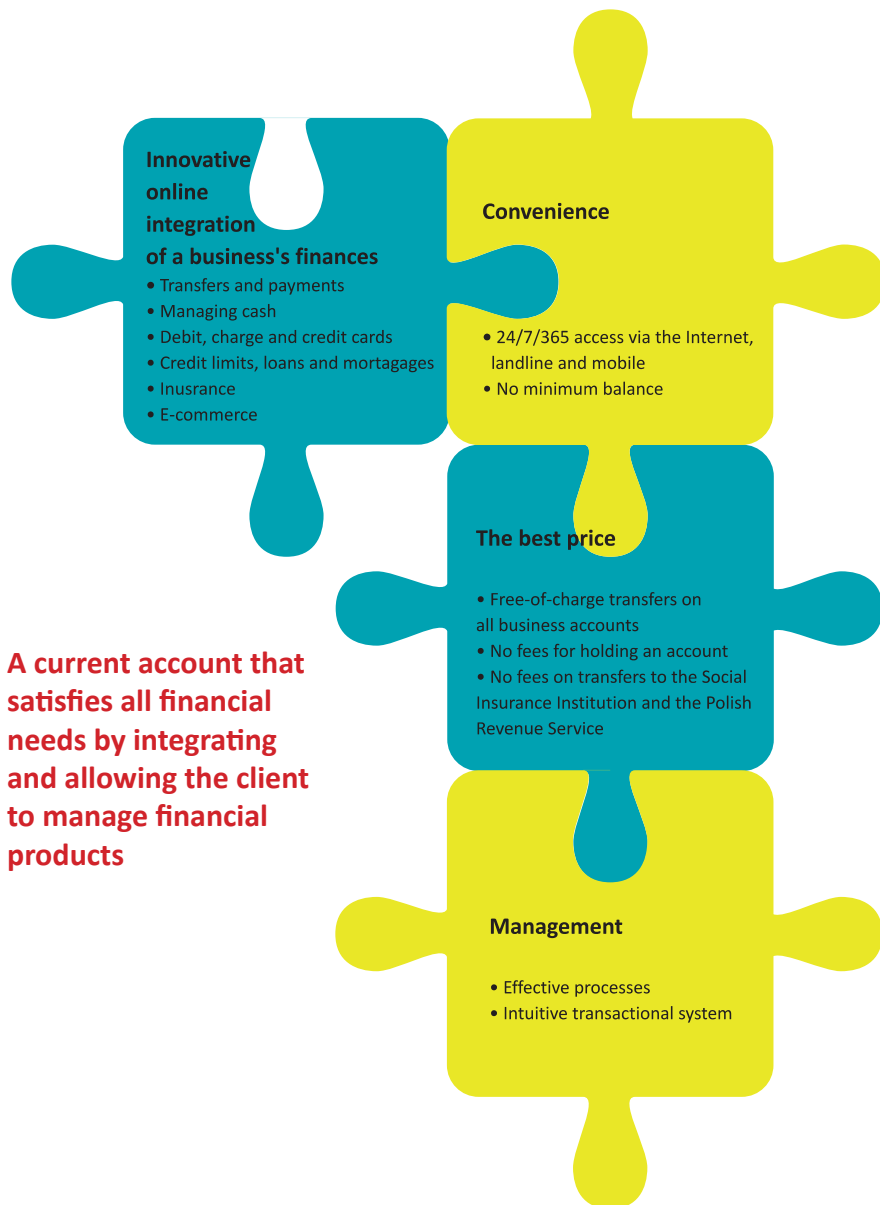 Innovative
online
integration
of a business's finances
• Transfers and payments
• Managing cash
• Debit, charge and credit cards
• Credit limits, loans and mortagages
• Inusrance
• E-commerce
Convenience
• 24/7/365 access via the Internet,
landline and mobile
• No minimum balance
The best price
• Free-of-charge transfers on
all business accounts
• No fees for holding an account
• No fees on transfers to the Social
Insurance Institution and the Polish
Revenue Service
A current account that
satisfies all financial
needs by integrating
and allowing the client
to manage financial
products
Management
• Effective processes
• Intuitive transactional system